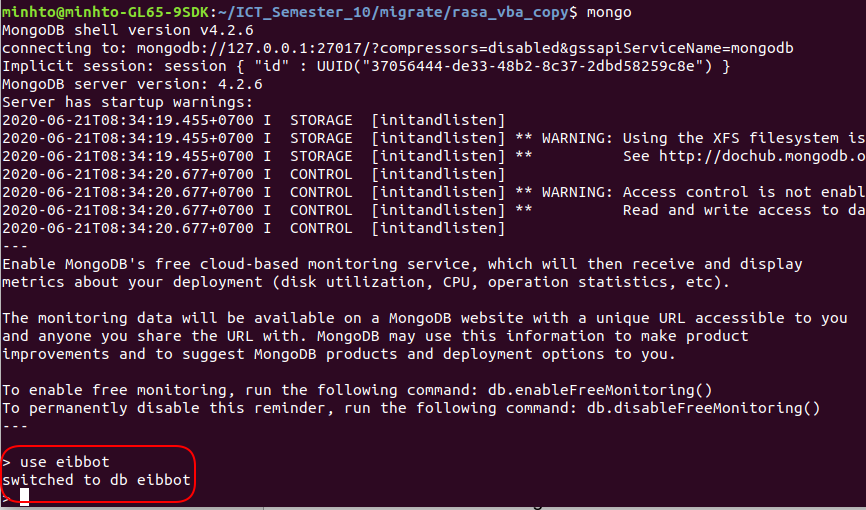 minhto@minhto-GL65-9SDK:~/ICT_Semester_10/migrate/rasa_vba_copy$ mongo
MongoDB shell version v4.2.6
connecting to: mongodb://127.0.0.1:27017/?compressors=disabled&gssapiServiceName=mongodb
Implicit session: session { "id" : UUID("37056444-de33-48b2-8c37-2dbd58259c8e") }
MongoDB server version: 4.2.6
Server has startup warnings:
2020-06-21T08:34:19.455+0700 I  STORAGE  [initandlisten]
2020-06-21T08:34:19.455+0700 I  STORAGE  [initandlisten] ** WARNING: Using the XFS filesystem is
2020-06-21T08:34:19.455+0700 I  STORAGE  [initandlisten] **          See http://dochub.mongodb.o
2020-06-21T08:34:20.677+0700 I  CONTROL  [initandlisten]
2020-06-21T08:34:20.677+0700 I  CONTROL  [initandlisten] ** WARNING: Access control is not enabl
2020-06-21T08:34:20.677+0700 I  CONTROL  [initandlisten] **          Read and write access to da
2020-06-21T08:34:20.677+0700 I  CONTROL  [initandlisten]
---
Enable MongoDB's free cloud-based monitoring service, which will then receive and display
metrics about your deployment (disk utilization, CPU, operation statistics, etc).
The monitoring data will be available on a MongoDB website with a unique URL accessible to you
and anyone you share the URL with. MongoDB may use this information to make product
improvements and to suggest MongoDB products and deployment options to you.
To enable free monitoring, run the following command: db.enableFreeMonitoring()
To permanently disable this reminder, run the following command: db.disableFreeMonitoring()
---
> use eibbot
switched to db eibbot
>